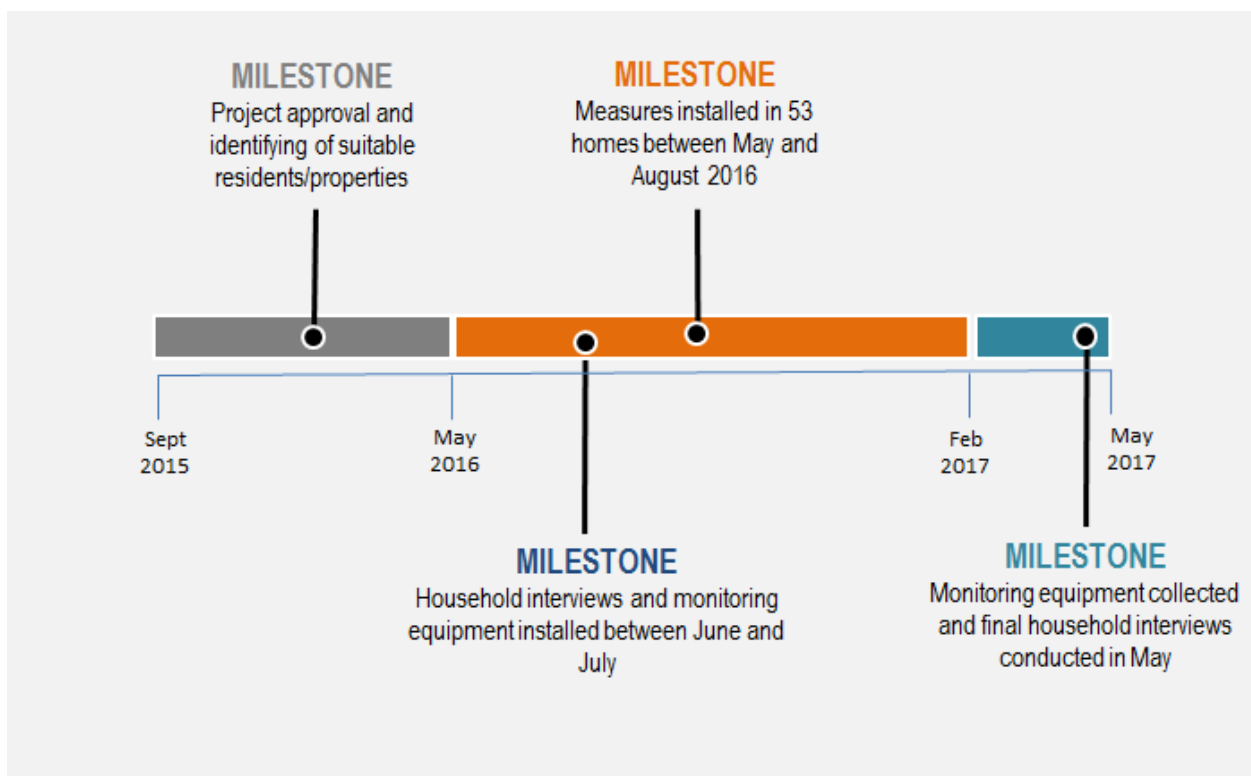 MILESTONE
Project approval and
identifying of suitable
residents/properties
MILESTONE
Measures installed in 53
homes between May and
August 2016
Sept
2015
May
2016
Feb
2017
May
2017
MILESTONE
Household interviews and monitoring
equipment installed between June and
July
MILESTONE
Monitoring equipment collected
and final household interviews
conducted in May